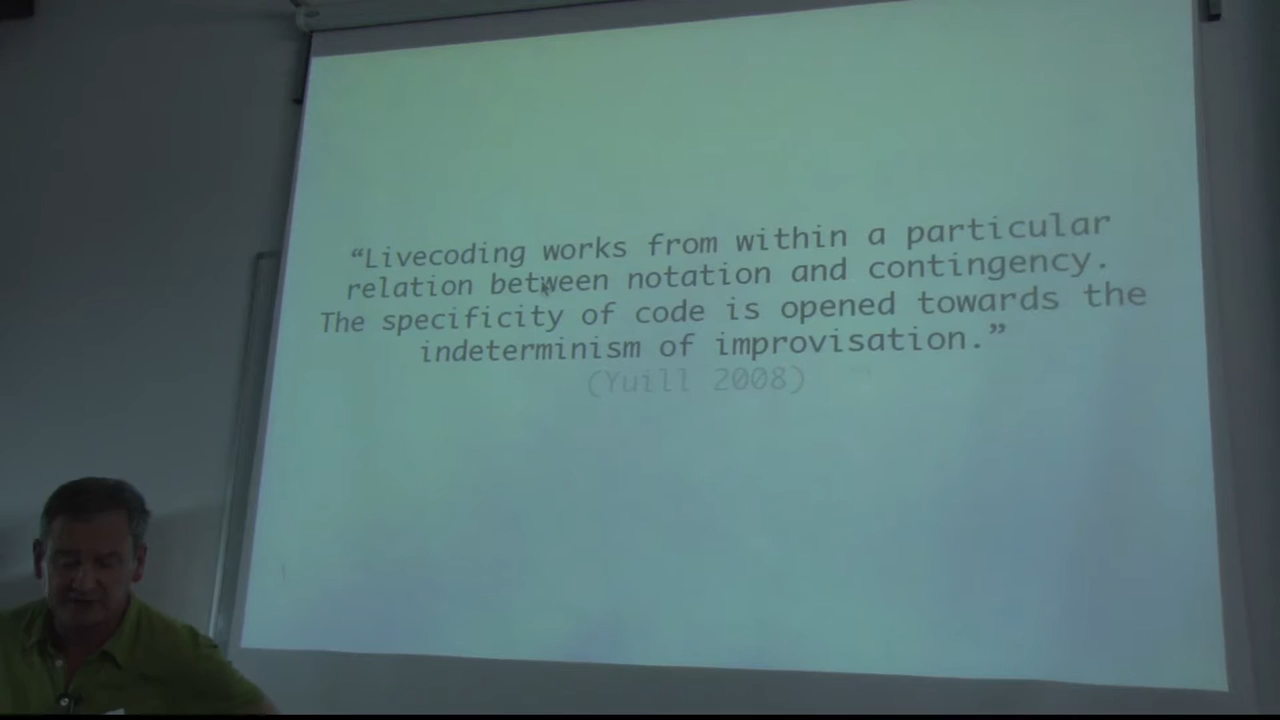 “Livecoding works from within a particular
relation between notation and contingency.
The specificity of code is opened towards the
indeterminism of improvisation.”
(Yuill 2008)